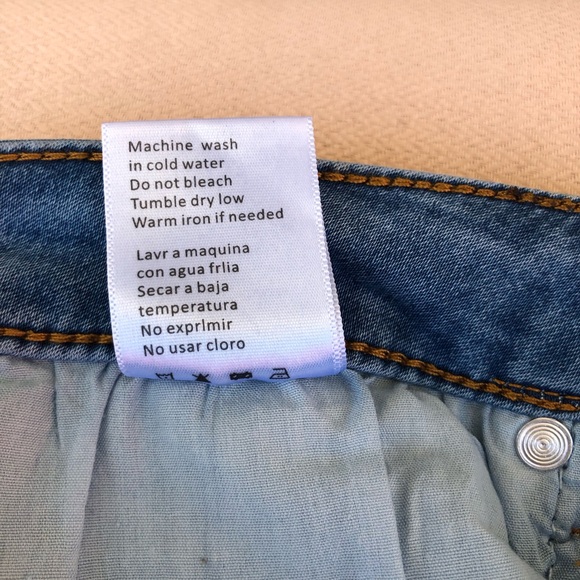 Machine wash
in cold water
Do not bleach
Tumble dry low
Warm iron if needed
Lavr a maquina
con agua frlia
Secar a baja
temperatura
No exprlmir
No usar cloro